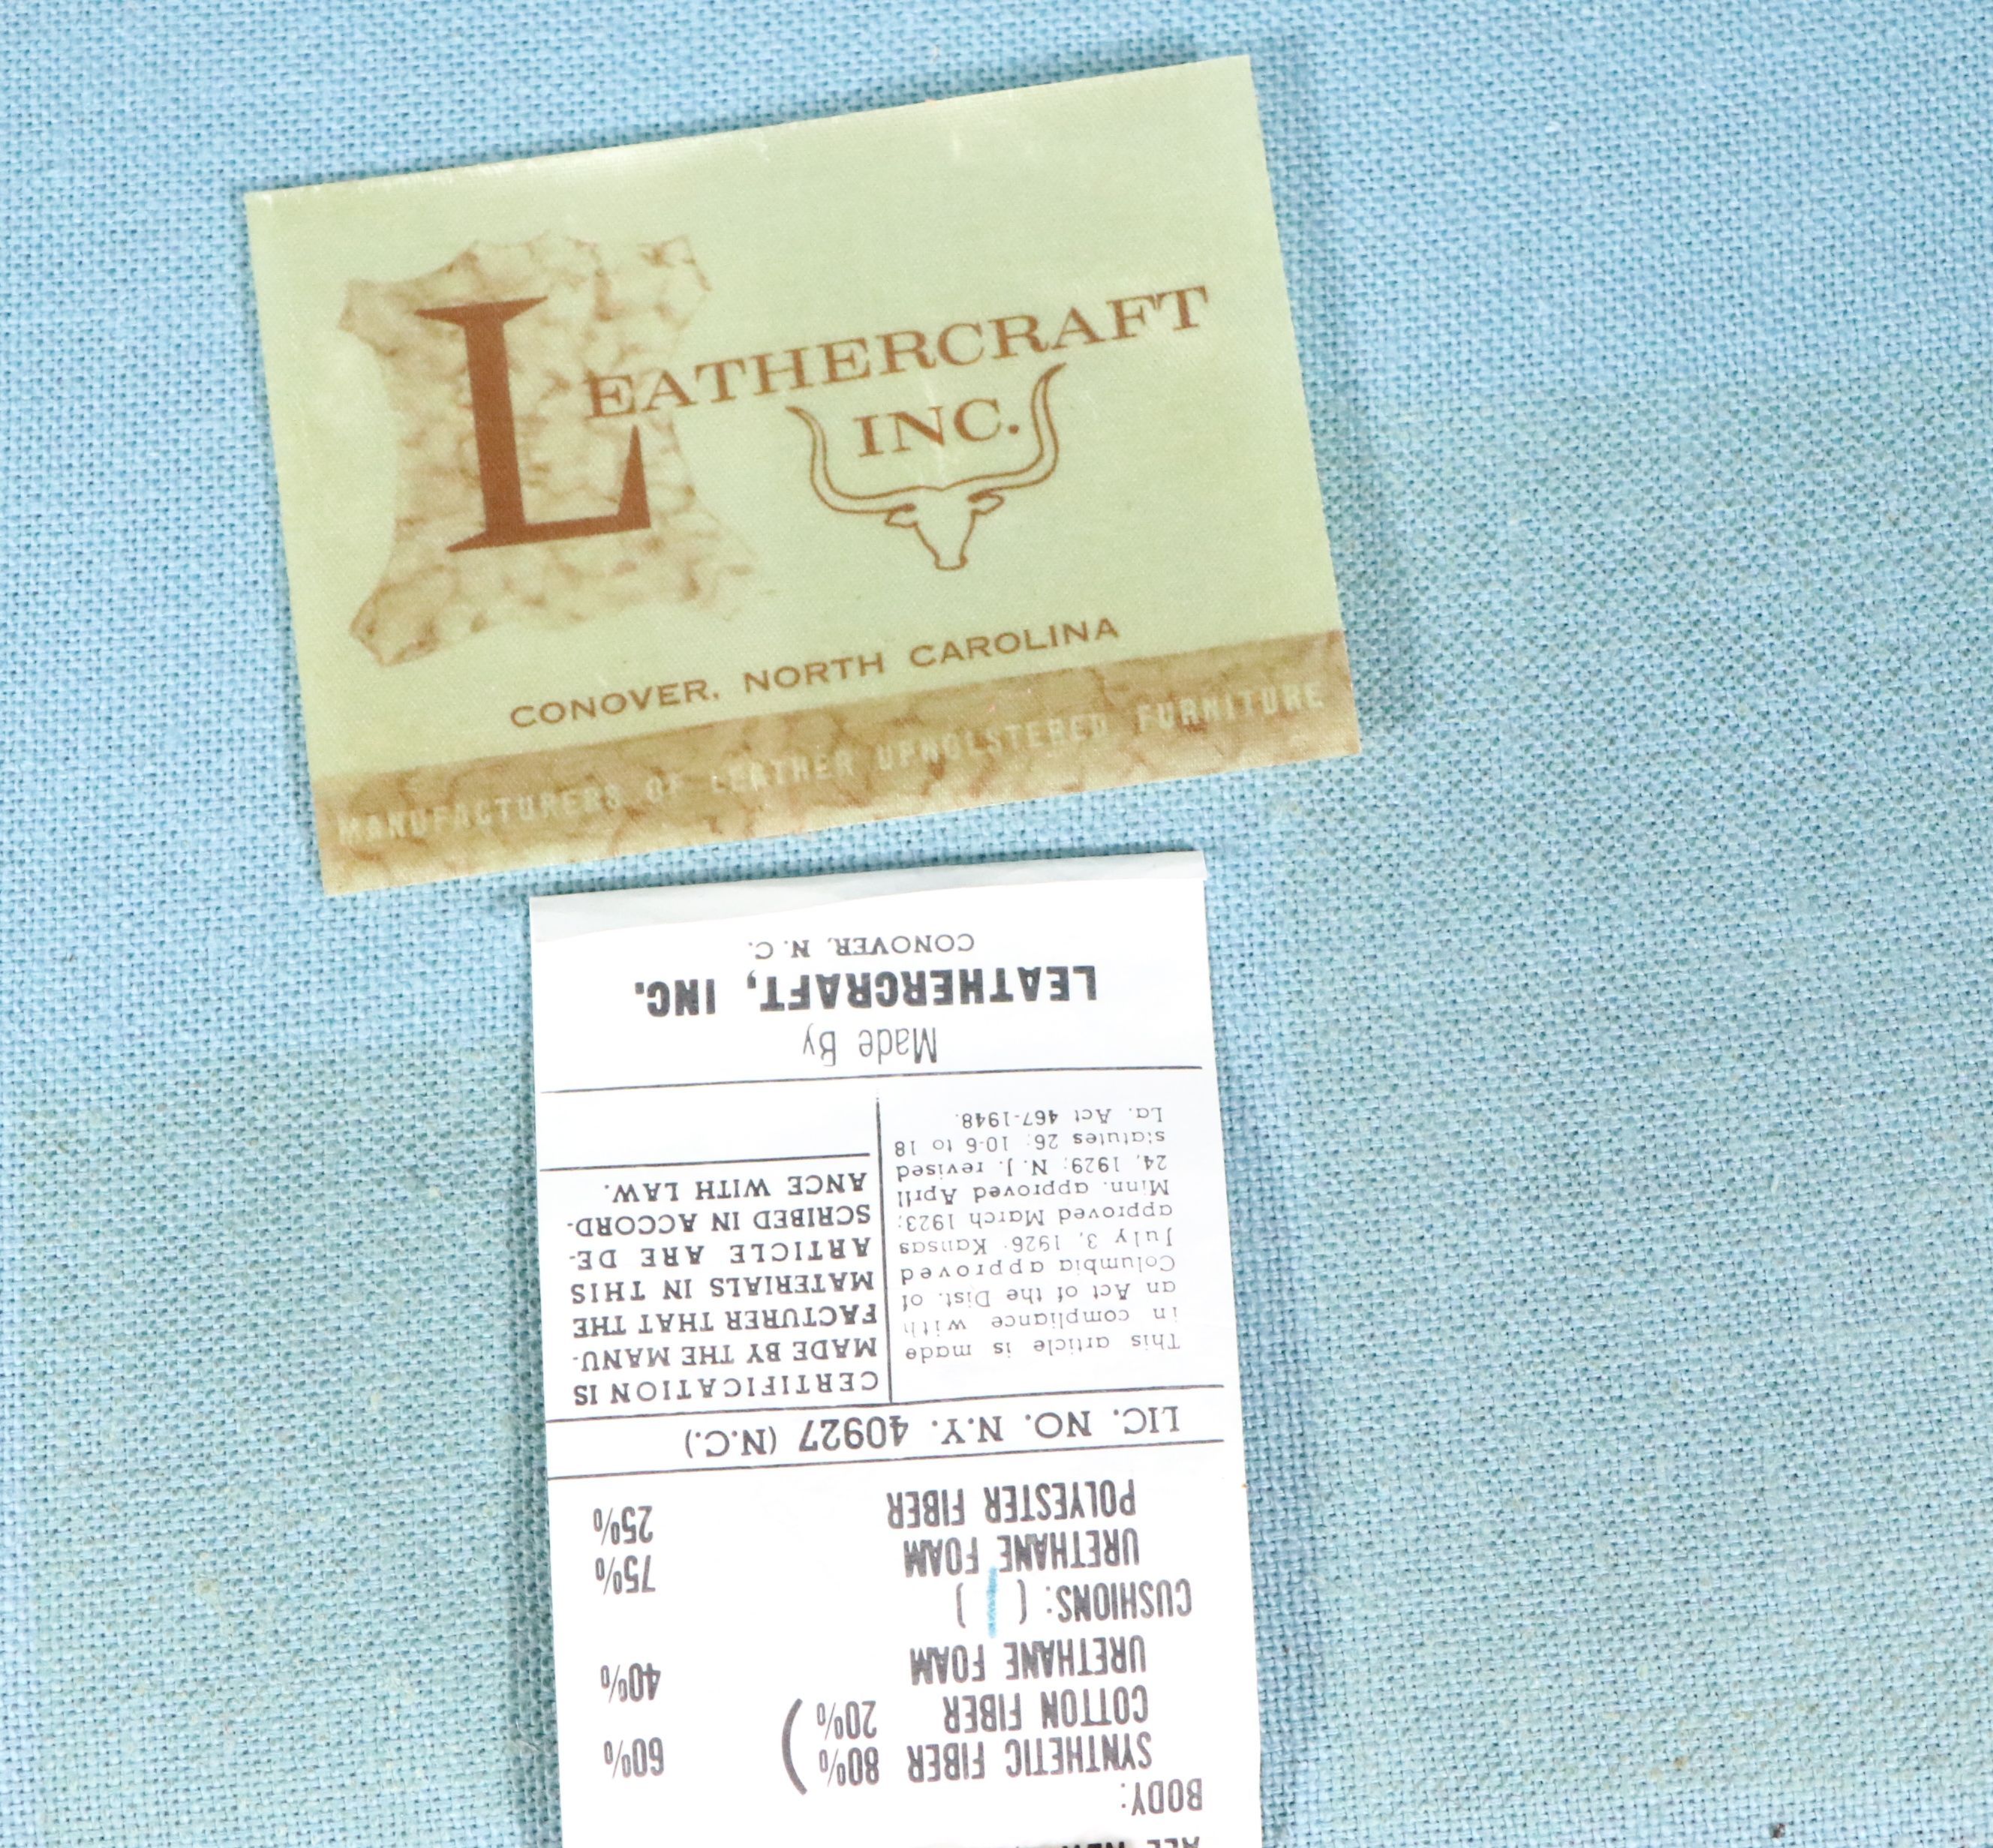 LEATHERCRAFT
INC.
CONOVER, NORTH CAROLINA
MANUFACTURERS OF LEATHER UPHOLSTERED FURNITURE
ALL NEW
BODY:
SYNTHETIC FIBER 80%
COTTON FIBER 20% ) 60%
URETHANE FOAM 40%
CUSHIONS: ( | )
URETHANE FOAM 75%
POLYESTER FIBER 25%
LIC. NO. N.Y. 40927 (N.C.)
This article is made
in compliance with
an Act of the Dist. of
Columbia approved
July 3, 1926. Kansas
approved March 1923;
Minn. approved April
24, 1929; N. J. revised
statutes 26: 10-6 to 18
La. Act 467-1948.
CERTIFICATION IS
MADE BY THE MANU-
FACTURER THAT THE
MATERIALS IN THIS
ARTICLE ARE DE-
SCRIBED IN ACCORD-
ANCE WITH LAW.
Made By
LEATHERCRAFT, INC.
CONOVER, N. C.